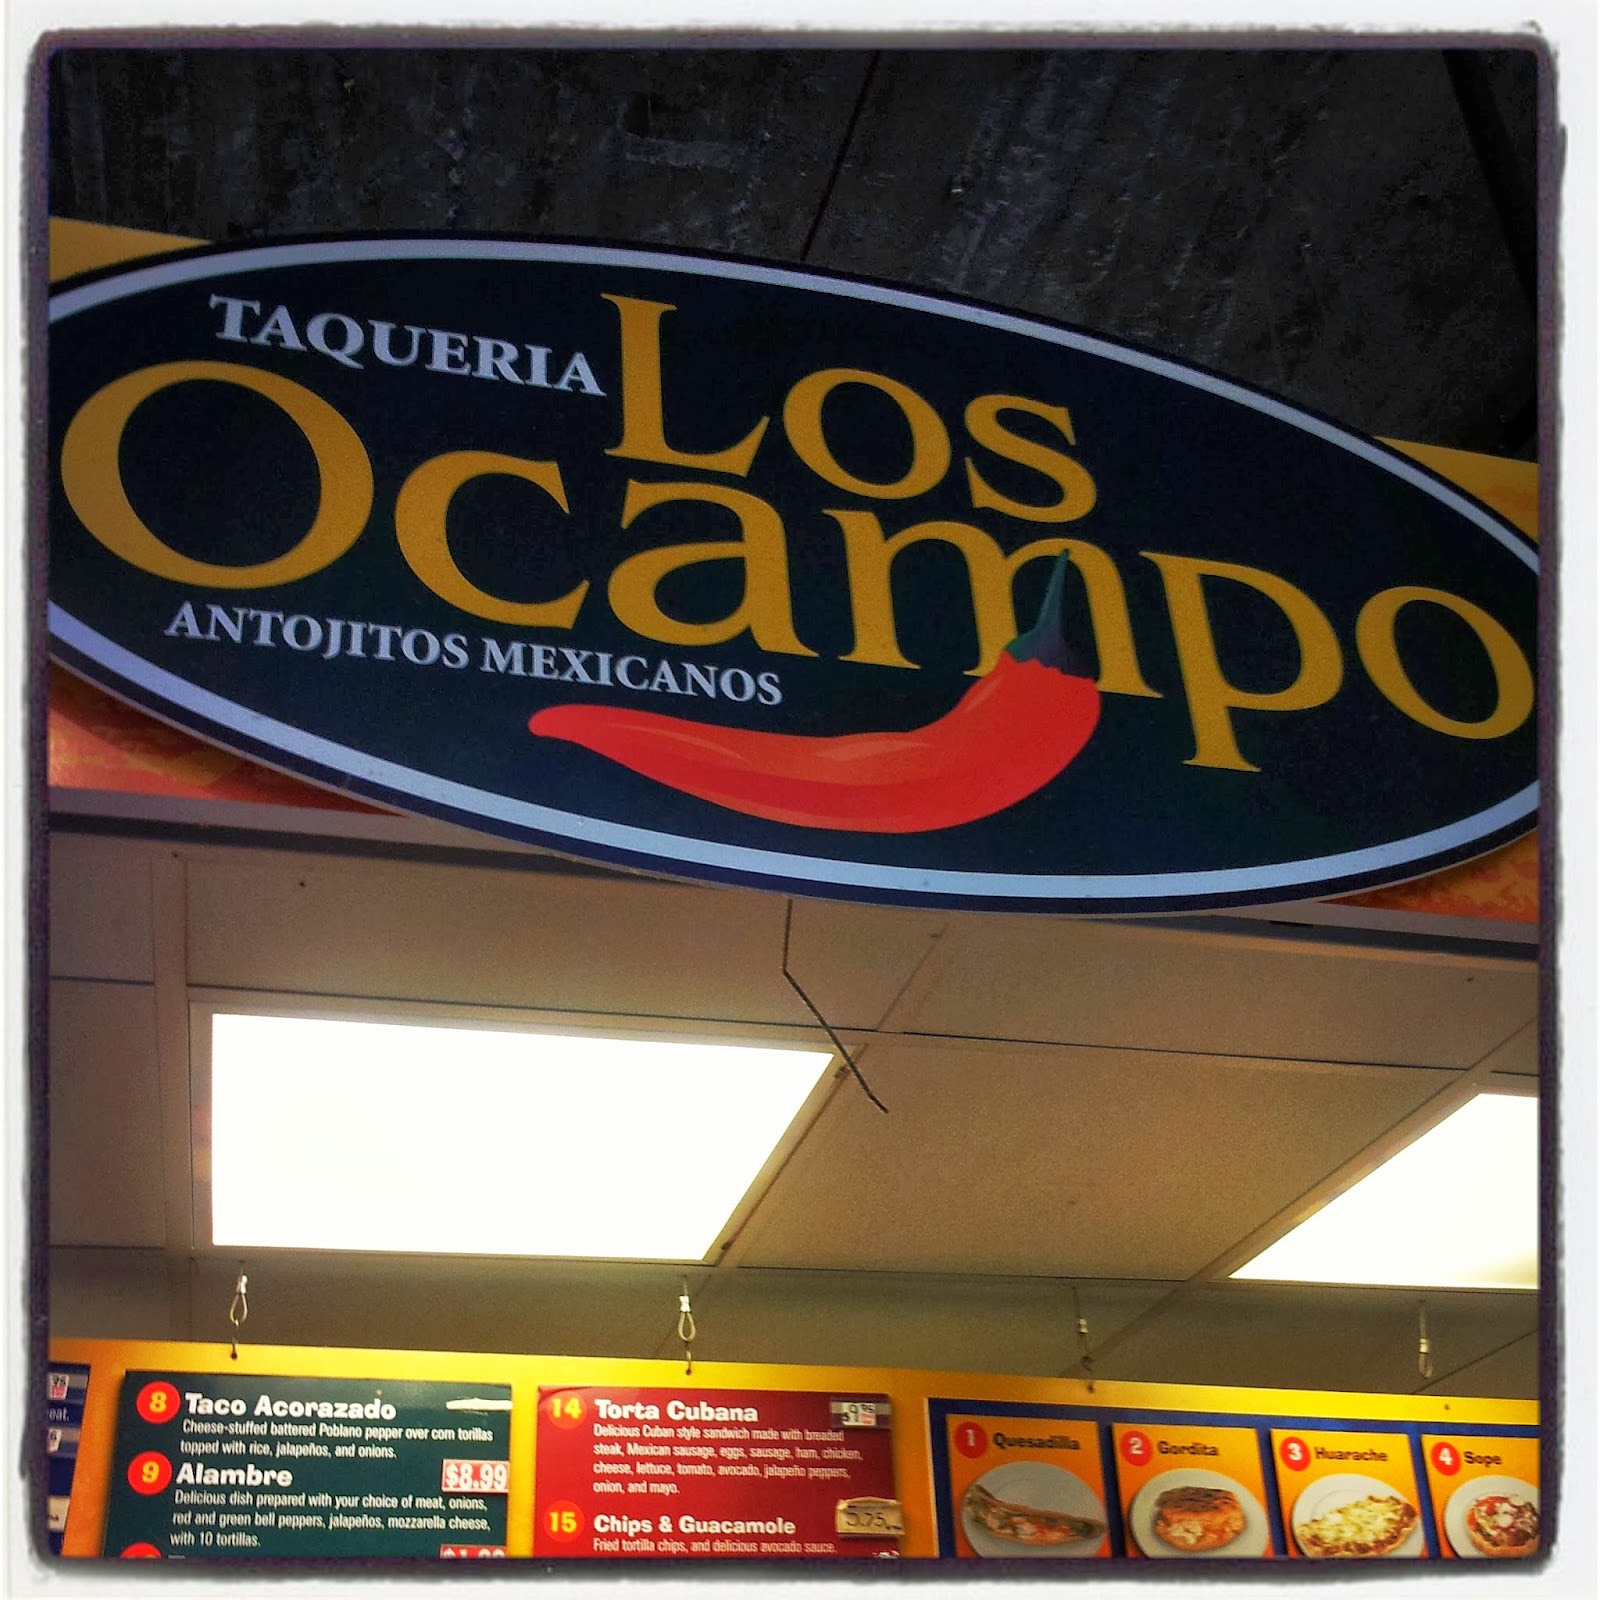 TAQUERIA
Los
Ocampo
ANTOJITOS MEXICANOS
8 Taco Acorazado
Cheese-stuffed battered Poblano pepper over corn torillas
topped with rice, jalapeños, and onions.
9 Alambre $8.99
Delicious dish prepared with your choice of meat, onions,
red and green bell peppers, jalapeños, mozzarella cheese,
with 10 tortillas.
14 Torta Cubana
Delicious Cuban style sandwich made with breaded
steak, Mexican sausage, eggs, sausage, ham, chicken,
cheese, lettuce, tomato, avocado, jalapeño peppers,
onion, and mayo.
15 Chips & Guacamole
Fried tortilla chips, and delicious avocado sauce.
1 Quesadilla
2 Gordita
3 Huarache
4 Sope